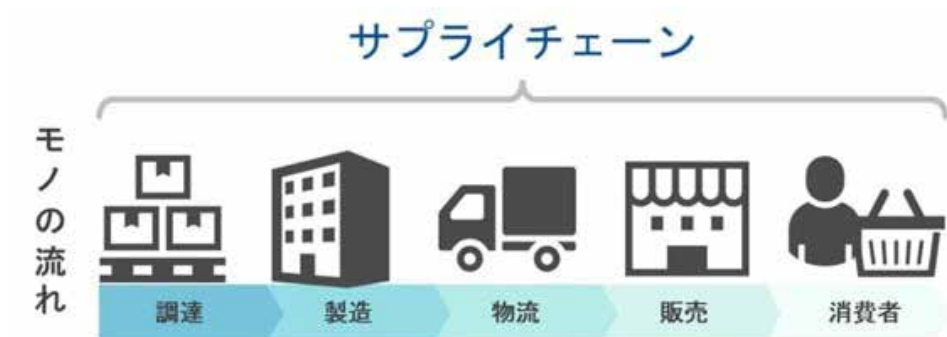 サプライチェーン
モノの流れ
調達
製造
物流
販売
消費者